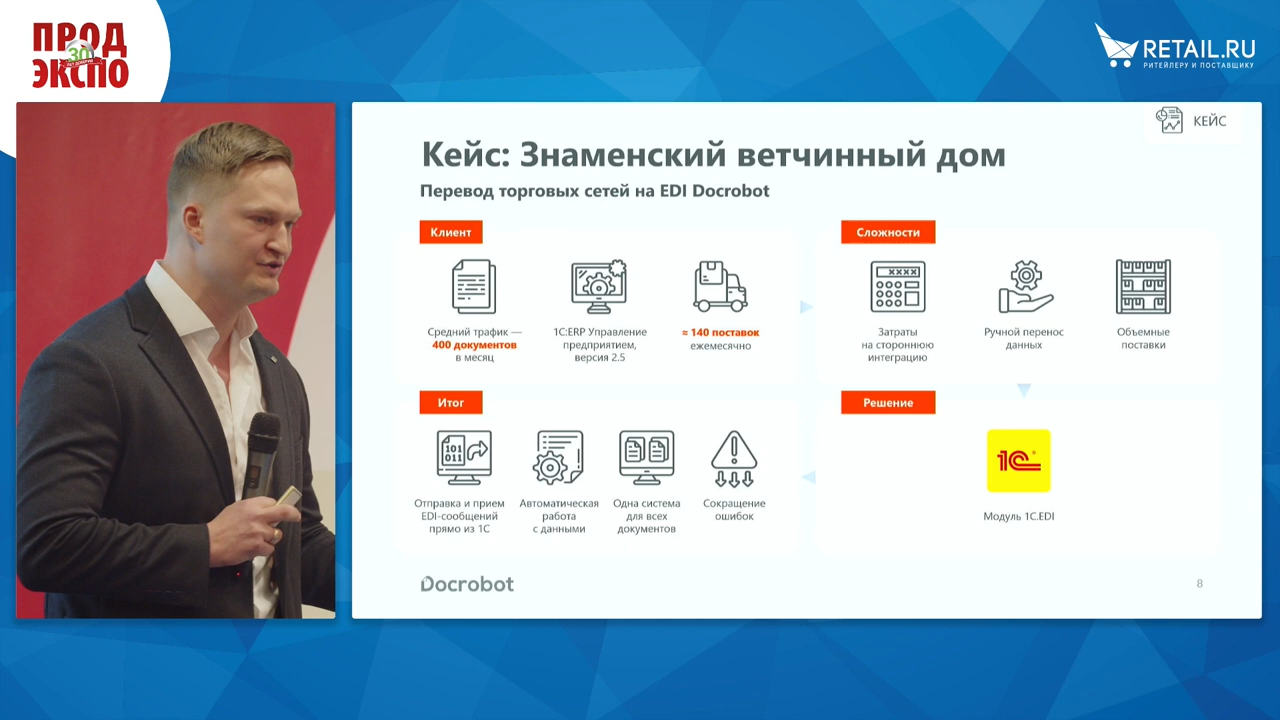 ПРОД
30
ЭКСПО
RETAIL.RU
РИТЕЙЛЕРУ И ПОСТАВЩИКУ
КЕЙС
Кейс: Знаменский ветчинный дом
Перевод торговых сетей на EDI Docrobot
Клиент
Средний трафик —
400 документов
в месяц
1С:ERP Управление
предприятием,
версия 2.5
≈ 140 поставок
ежемесячно
Сложности
XXXX
Затраты
на стороннюю
интеграцию
Ручной перенос
данных
Объемные
поставки
Итог
101
011
Отправка и прием
EDI-сообщений
прямо из 1С
Автоматическая
работа
с данными
Одна система
для всех
документов
Сокращение
ошибок
Решение
1С
Модуль 1С.EDI
Docrobot
8